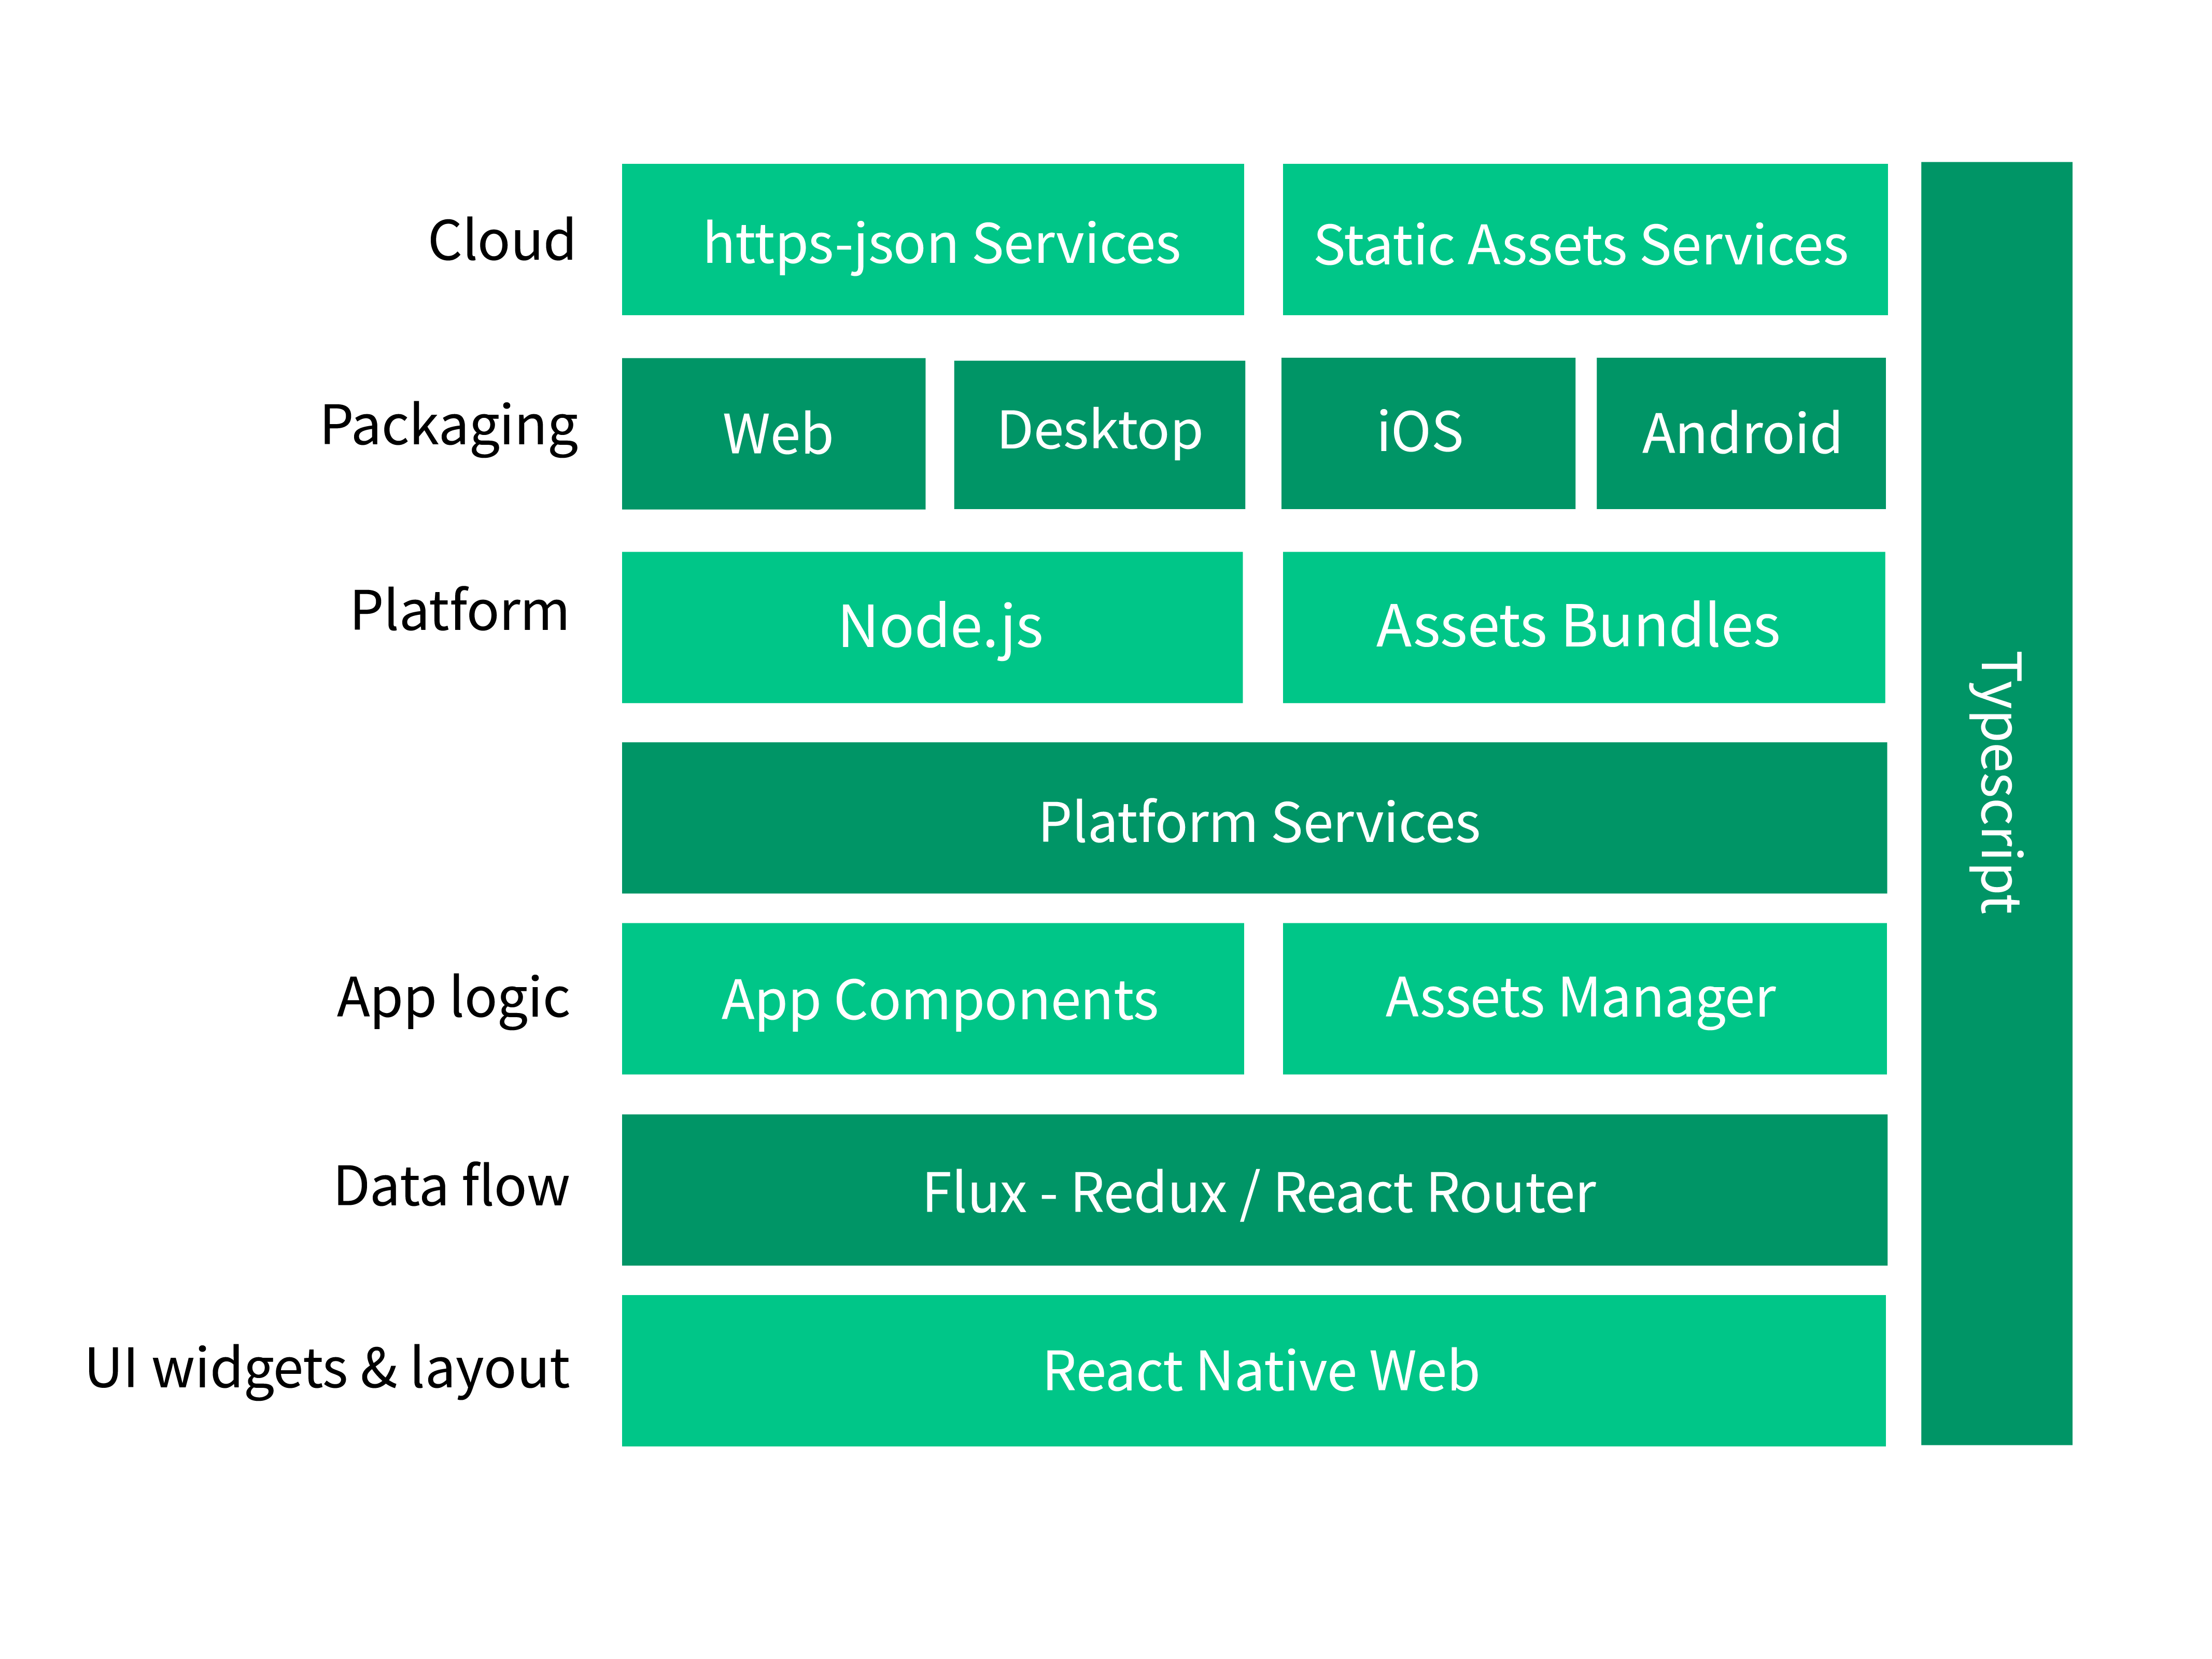 Cloud
https-json Services
Static Assets Services
Packaging
Web
Desktop
iOS
Android
Platform
Node.js
Assets Bundles
Platform Services
App logic
App Components
Assets Manager
Data flow
Flux - Redux / React Router
UI widgets & layout
React Native Web
Typescript